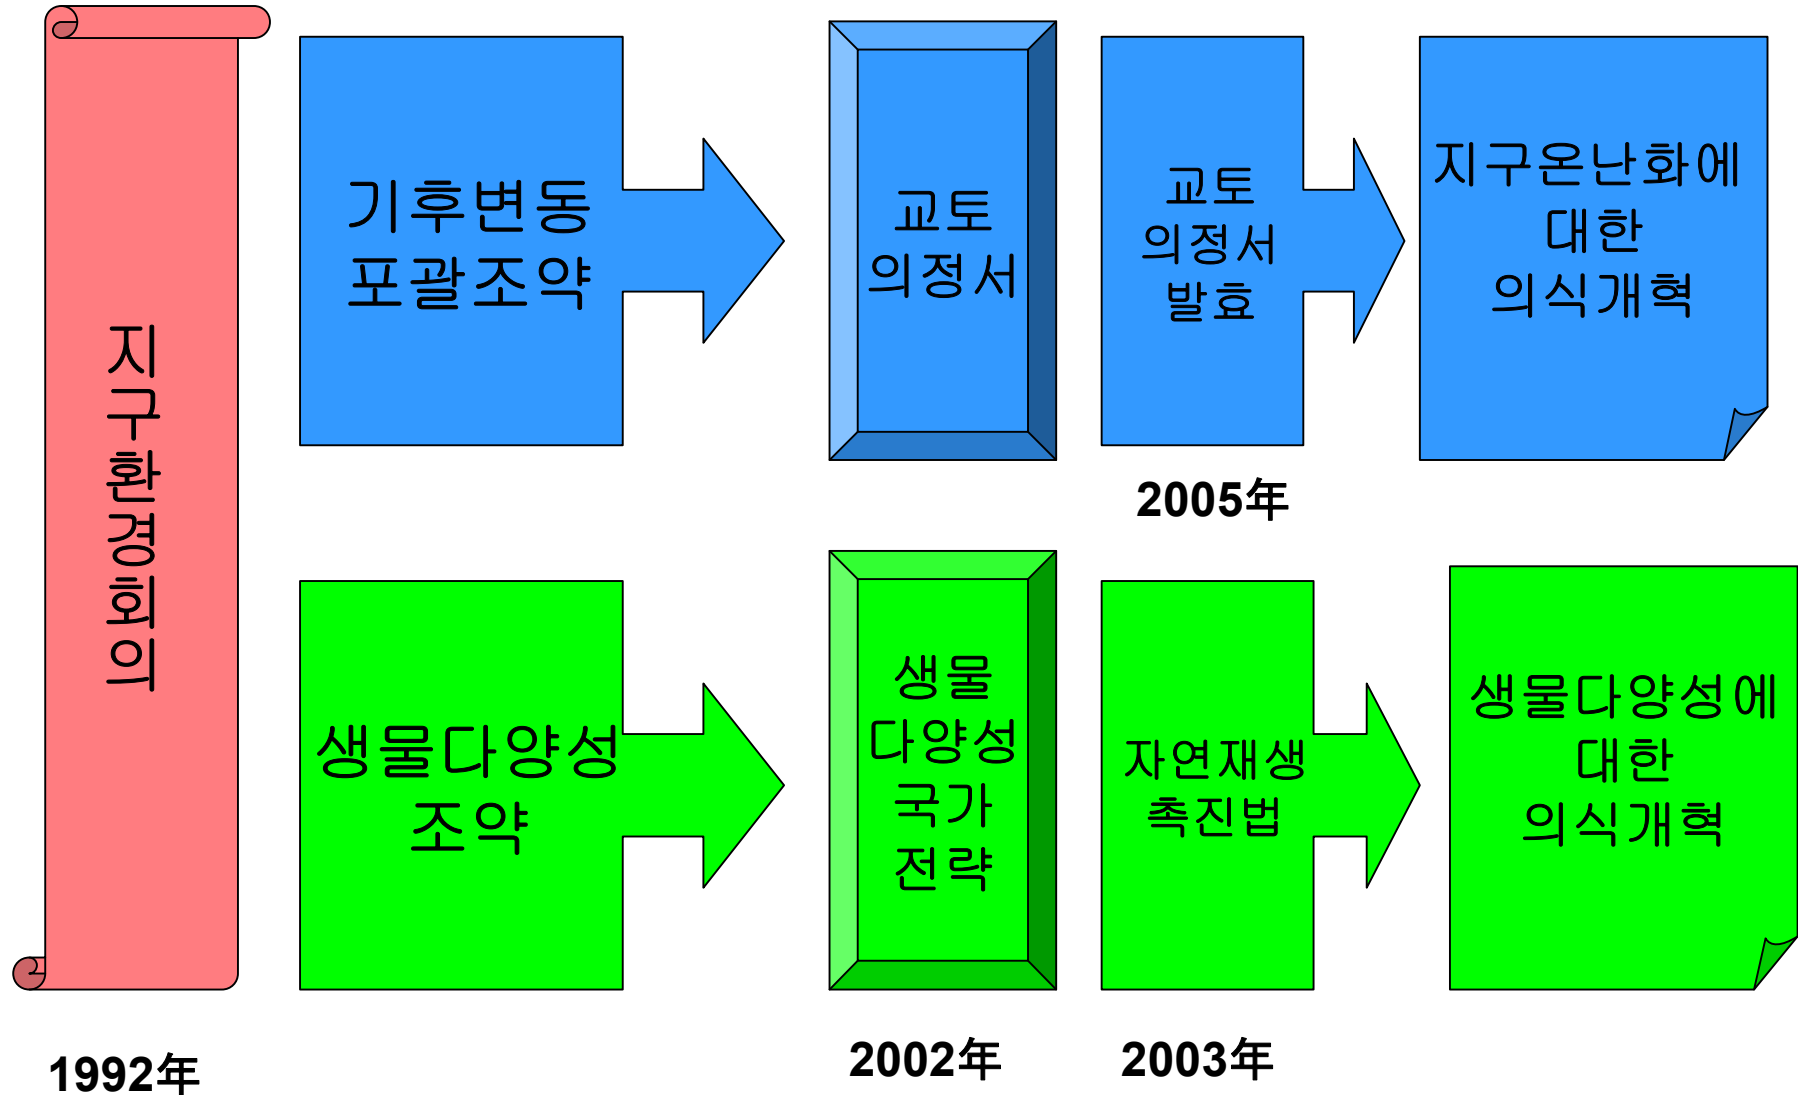 지구환경회의
기후변동
포괄조약
교토
의정서
교토
의정서
발효
지구온난화에
대한
의식개혁
2005年
생물다양성
조약
생물
다양성
국가
전략
자연재생
촉진법
생물다양성에
대한
의식개혁
1992年
2002年
2003年